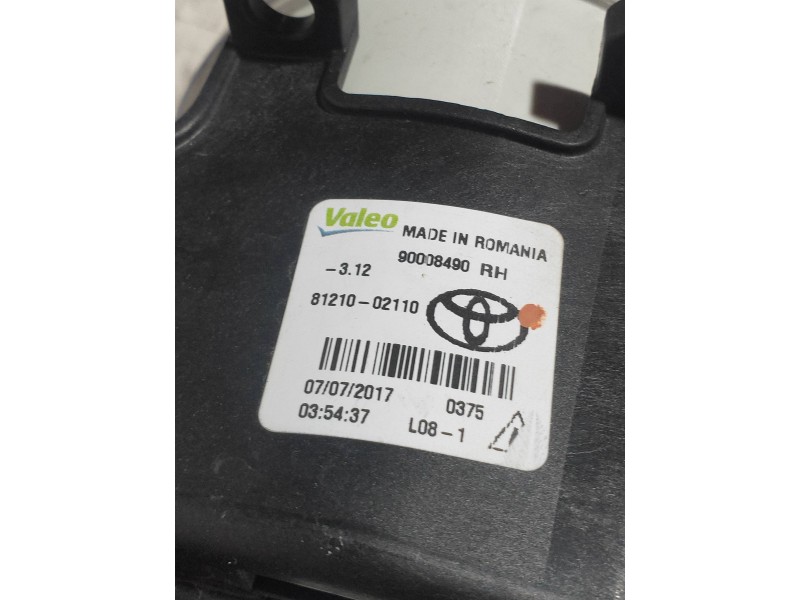 Valeo MADE IN ROMANIA
90008490 RH
-3.12
81210-02110
07/07/2017 0375
03:54:37 L08-1